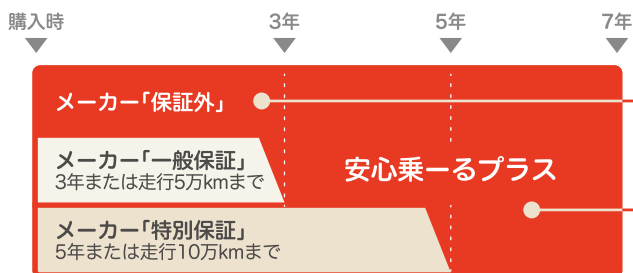 購入時 3年 5年 7年
メーカー「保証外」
メーカー「一般保証」
3年または走行5万kmまで
安心乗ーるプラス
メーカー「特別保証」
5年または走行10万kmまで